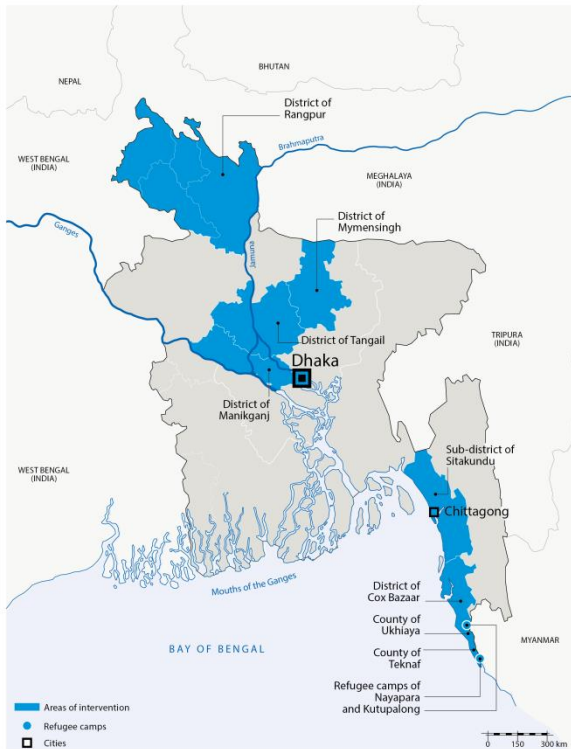 NEPAL
BHUTAN
District of
Rangpur
Brahmaputra
WEST BENGAL
(INDIA)
MEGHALAYA
(INDIA)
District of
Mymensingh
Ganges
Jamuna
District of Tangail
TRIPURA
(INDIA)
Dhaka
District of
Manikganj
Sub-district of
Sitakundu
WEST BENGAL
(INDIA)
Chittagong
Mouths of the Ganges
District of
Cox Bazaar
County of
Ukhiaya
MYANMAR
BAY OF BENGAL
County of
Teknaf
Refugee camps of
Nayapara
and Kutupalong
Areas of intervention
Refugee camps
Cities
0 150 300 km